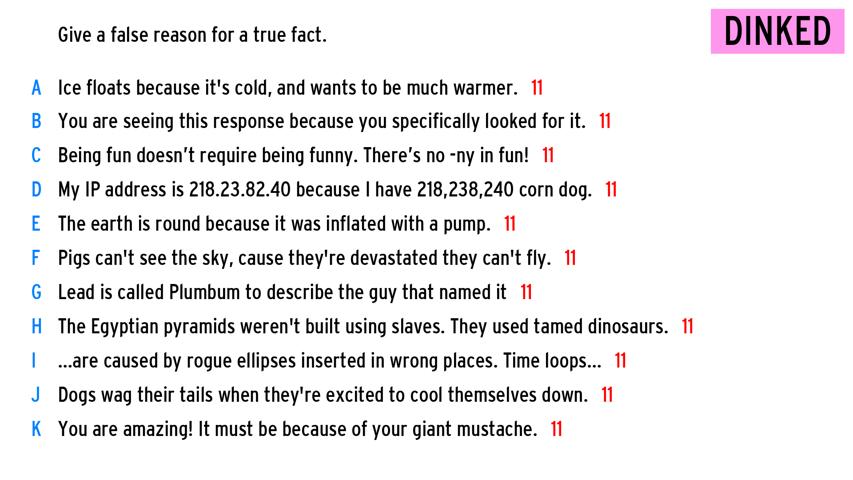 Give a false reason for a true fact.
DINKED
A Ice floats because it's cold, and wants to be much warmer. 11
B You are seeing this response because you specifically looked for it. 11
C Being fun doesn’t require being funny. There’s no -ny in fun! 11
D My IP address is 218.23.82.40 because I have 218,238,240 corn dog. 11
E The earth is round because it was inflated with a pump. 11
F Pigs can't see the sky, cause they're devastated they can't fly. 11
G Lead is called Plumbum to describe the guy that named it 11
H The Egyptian pyramids weren't built using slaves. They used tamed dinosaurs. 11
I ...are caused by rogue ellipses inserted in wrong places. Time loops... 11
J Dogs wag their tails when they're excited to cool themselves down. 11
K You are amazing! It must be because of your giant mustache. 11